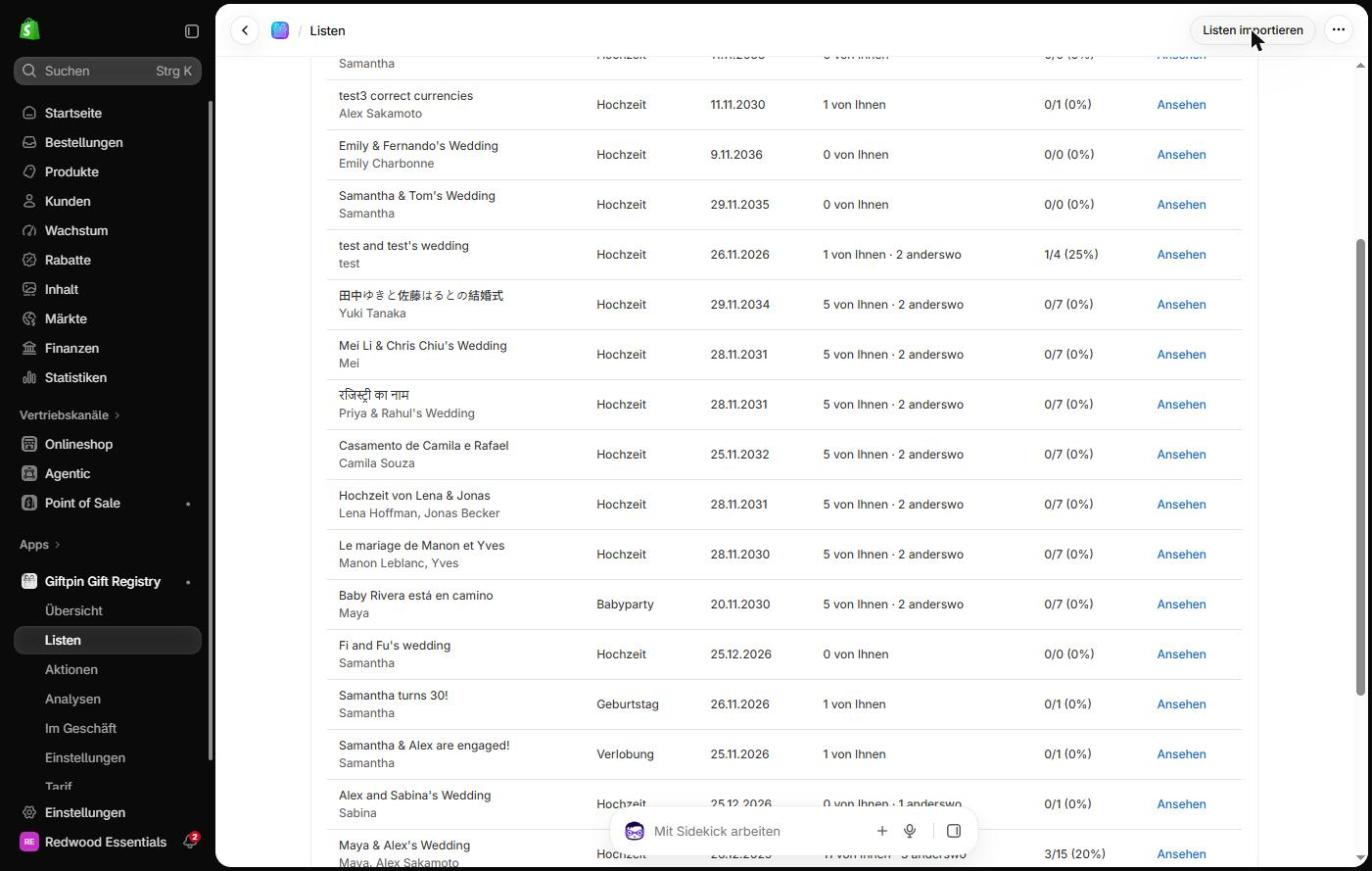 Listen
Listen importieren
Suchen
Strg K
Startseite
Bestellungen
Produkte
Kunden
Wachstum
Rabatte
Inhalt
Märkte
Finanzen
Statistiken
Vertriebskanäle
Onlineshop
Agentic
Point of Sale
Apps
Giftpin Gift Registry
Übersicht
Listen
Aktionen
Analysen
Im Geschäft
Einstellungen
Tarif
Einstellungen
RE Redwood Essentials 2
Samantha
Ansehen
test3 correct currencies
Alex Sakamoto
Hochzeit 11.11.2030 1 von Ihnen 0/1 (0%) Ansehen
Emily & Fernando's Wedding
Emily Charbonne
Hochzeit 9.11.2036 0 von Ihnen 0/0 (0%) Ansehen
Samantha & Tom's Wedding
Samantha
Hochzeit 29.11.2035 0 von Ihnen 0/0 (0%) Ansehen
test and test's wedding
test
Hochzeit 26.11.2026 1 von Ihnen · 2 anderswo 1/4 (25%) Ansehen
田中ゆきと佐藤はるとの結婚式
Yuki Tanaka
Hochzeit 29.11.2034 5 von Ihnen · 2 anderswo 0/7 (0%) Ansehen
Mei Li & Chris Chiu's Wedding
Mei
Hochzeit 28.11.2031 5 von Ihnen · 2 anderswo 0/7 (0%) Ansehen
रजिस्ट्री का नाम
Priya & Rahul's Wedding
Hochzeit 28.11.2031 5 von Ihnen · 2 anderswo 0/7 (0%) Ansehen
Casamento de Camila e Rafael
Camila Souza
Hochzeit 25.11.2032 5 von Ihnen · 2 anderswo 0/7 (0%) Ansehen
Hochzeit von Lena & Jonas
Lena Hoffman, Jonas Becker
Hochzeit 28.11.2031 5 von Ihnen · 2 anderswo 0/7 (0%) Ansehen
Le mariage de Manon et Yves
Manon Leblanc, Yves
Hochzeit 28.11.2030 5 von Ihnen · 2 anderswo 0/7 (0%) Ansehen
Baby Rivera está en camino
Maya
Babyparty 20.11.2030 5 von Ihnen · 2 anderswo 0/7 (0%) Ansehen
Fi and Fu's wedding
Samantha
Hochzeit 25.12.2026 0 von Ihnen 0/0 (0%) Ansehen
Samantha turns 30!
Samantha
Geburtstag 26.11.2026 1 von Ihnen 0/1 (0%) Ansehen
Samantha & Alex are engaged!
Samantha
Verlobung 25.11.2026 1 von Ihnen 0/1 (0%) Ansehen
Alex and Sabina's Wedding
Sabina
Hochzeit 25.12.2026 0 von Ihnen · 1 anderswo 0/1 (0%) Ansehen
Maya & Alex's Wedding
Maya, Alex Sakamoto
Hochzeit 3/15 (20%) Ansehen
Mit Sidekick arbeiten